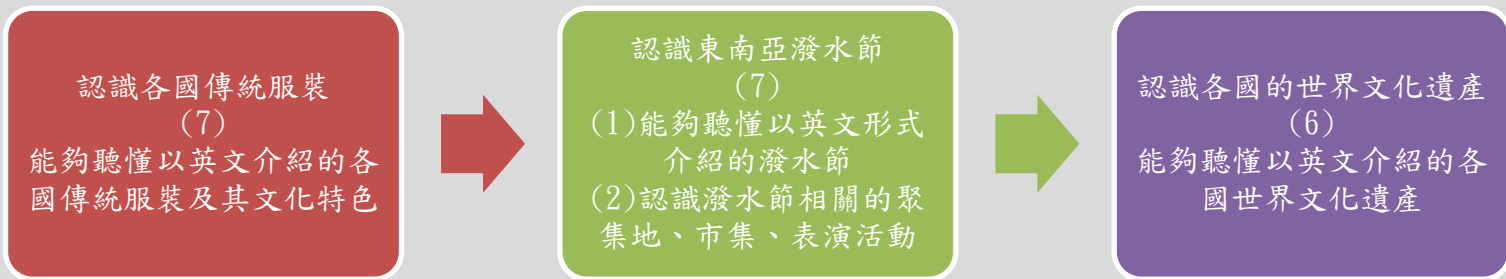 認識各國傳統服裝
(7)
能夠聽懂以英文介紹的各
國傳統服裝及其文化特色
認識東南亞潑水節
(7)
(1)能夠聽懂以英文形式
介紹的潑水節
(2)認識潑水節相關的聚
集地、市集、表演活動
認識各國的世界文化遺產
(6)
能夠聽懂以英文介紹的各
國世界文化遺產